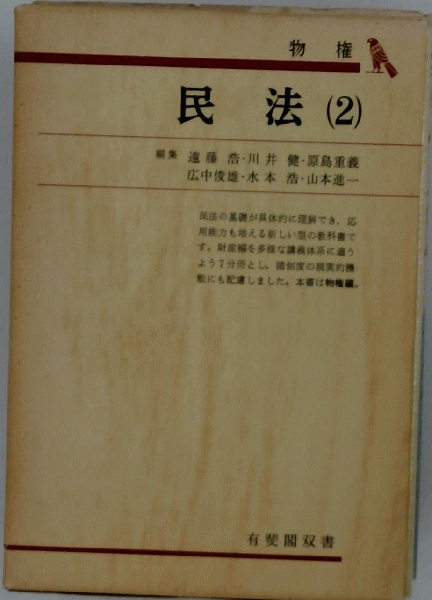 物権
民法(2)
編集 遠藤 浩・川井 健・原島重義
広中俊雄・水本 浩・山本進一
民法の基礎が具体的に理解でき、応
用能力も培える新しい型の教科書で
す。財産編を多様な講義体系に適う
よう7分冊とし、諸制度の現実的機
能にも配慮しました。本書は物権編。
有斐閣双書